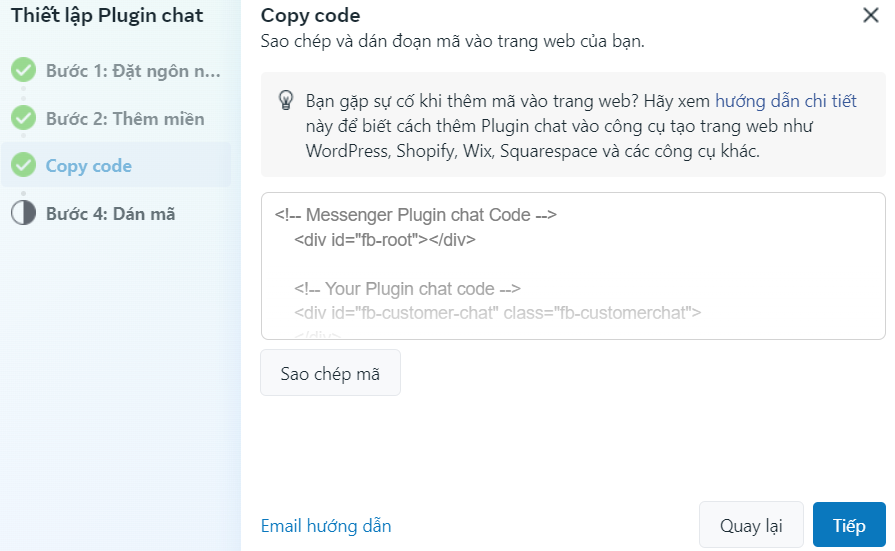 Thiết lập Plugin chat
Bước 1: Đặt ngôn n...
Bước 2: Thêm miền
Copy code
Bước 4: Dán mã
Copy code
Sao chép và dán đoạn mã vào trang web của bạn.
Bạn gặp sự cố khi thêm mã vào trang web? Hãy xem hướng dẫn chi tiết
này để biết cách thêm Plugin chat vào công cụ tạo trang web như
WordPress, Shopify, Wix, Squarespace và các công cụ khác.
<!-- Messenger Plugin chat Code -->
<div id="fb-root"></div>
<!-- Your Plugin chat code -->
<div id="fb-customer-chat" class="fb-customerchat">
</div>
Sao chép mã
Email hướng dẫn
Quay lại
Tiếp